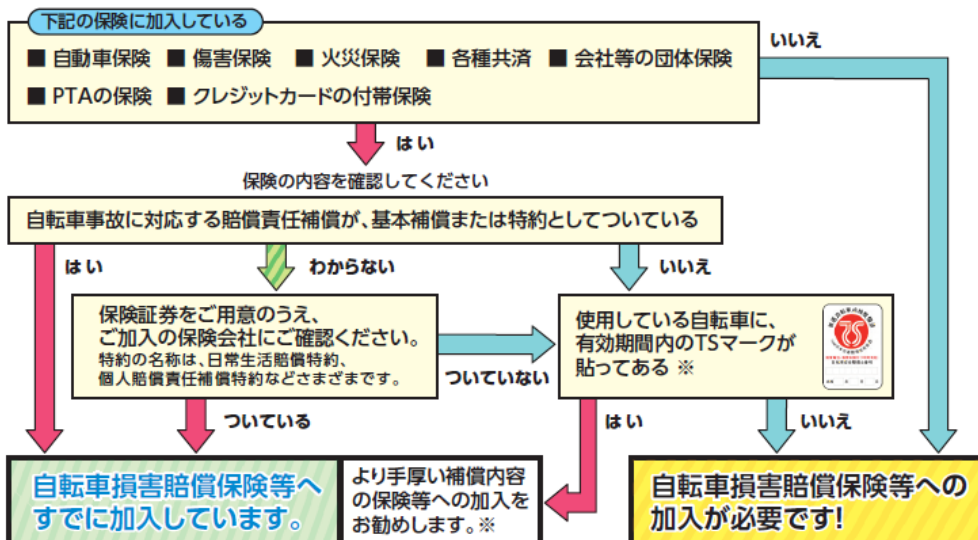 下記の保険に加入している
■ 自動車保険 ■ 傷害保険 ■ 火災保険 ■ 各種共済 ■ 会社等の団体保険
■ PTAの保険 ■ クレジットカードの付帯保険
いいえ
はい
保険の内容を確認してください
自転車事故に対応する賠償責任補償が、基本補償または特約としてついている
はい
わからない
いいえ
保険証券をご用意のうえ、
ご加入の保険会社にご確認ください。
特約の名称は、日常生活賠償特約、
個人賠償責任補償特約などさまざまです。
ついていない
使用している自転車に、
有効期間内のTSマークが
貼ってある ※
ついている
はい
いいえ
自転車損害賠償保険等へ
すでに加入しています。
より手厚い補償内容
の保険等への加入を
お勧めします。※
自転車損害賠償保険等への
加入が必要です!